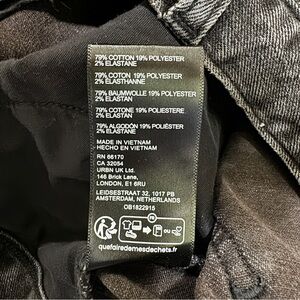 79% COTTON 19% POLYESTER
2% ELASTANE
79% COTON 19% POLYESTER
2% ELASTHANNE
79% BAUMWOLLE 19% POLYESTER
2% ELASTAN
79% COTONE 19% POLIESTERE
2% ELASTANE
79% ALGODÓN 19% POLIÉSTER
2% ELASTANO
MADE IN VIETNAM
HECHO EN VIETNAM
RN 66170
CA 32054
URBN UK Ltd.
146 Brick Lane,
LONDON, E1 6RU
LEIDSESTRAAT 32, 1017 PB
AMSTERDAM, NETHERLANDS
OB1822915
FR
OU
quefairedemesdechets.fr